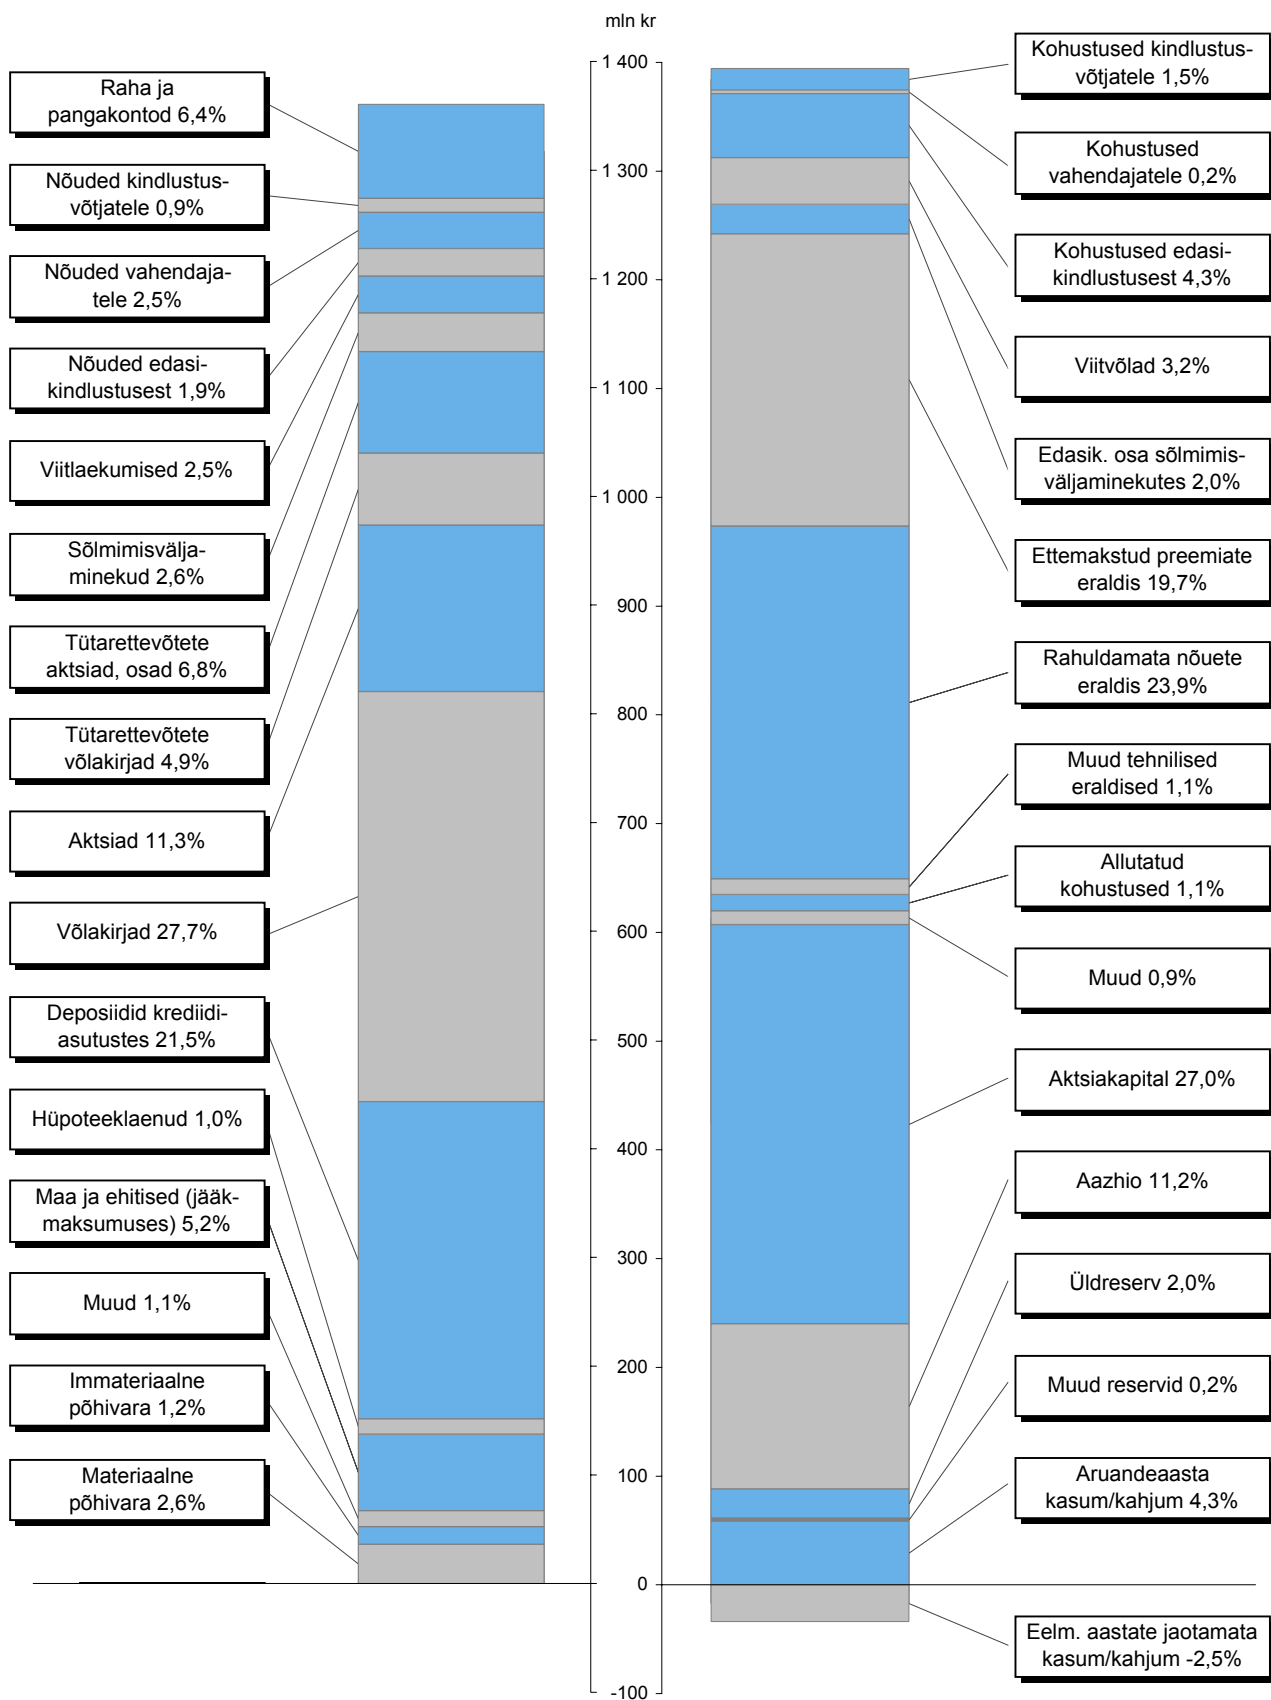 mln kr
Raha ja
pangakontod 6,4%
Nõuded kindlustus-
võtjatele 0,9%
Nõuded vahendaja-
tele 2,5%
Nõuded edasi-
kindlustusest 1,9%
Viitlaekumised 2,5%
Sõlmimisvälja-
minekud 2,6%
Tütarettevõtete
aktsiad, osad 6,8%
Tütarettevõtete
võlakirjad 4,9%
Aktsiad 11,3%
Võlakirjad 27,7%
Deposiidid krediidi-
asutustes 21,5%
Hüpoteeklaenud 1,0%
Maa ja ehitised (jääk-
maksumuses) 5,2%
Muud 1,1%
Immateriaalne
põhivara 1,2%
Materiaalne
põhivara 2,6%
1 400
1 300
1 200
1 100
1 000
900
800
700
600
500
400
300
200
100
0
-100
Kohustused kindlustus-
võtjatele 1,5%
Kohustused
vahendajatele 0,2%
Kohustused edasi-
kindlustusest 4,3%
Viitvõlad 3,2%
Edasik. osa sõlmimis-
väljaminekutes 2,0%
Ettemakstud preemiate
eraldis 19,7%
Rahuldamata nõuete
eraldis 23,9%
Muud tehnilised
eraldised 1,1%
Allutatud
kohustused 1,1%
Muud 0,9%
Aktsiakapital 27,0%
Aazhio 11,2%
Üldreserv 2,0%
Muud reservid 0,2%
Aruandeaasta
kasum/kahjum 4,3%
Eelm. aastate jaotamata
kasum/kahjum -2,5%